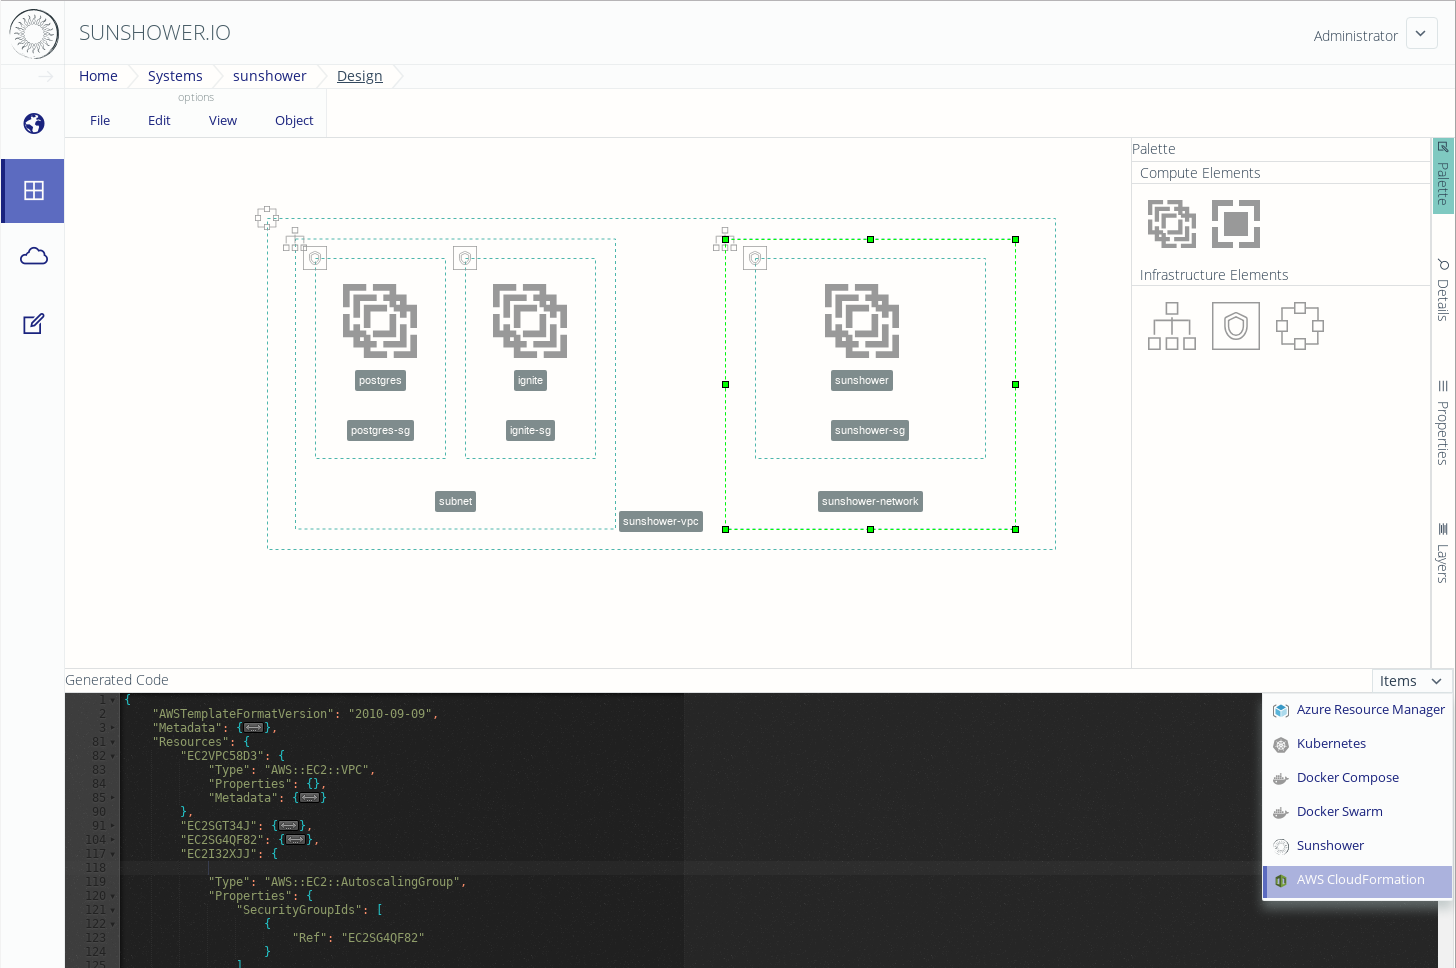 SUNSHOWER.IO
Administrator
Home Systems sunshower Design
options
File Edit View Object
Palette
Compute Elements
Infrastructure Elements
Palette
Details
Properties
Layers
postgres
ignite
sunshower
postgres-sg
ignite-sg
sunshower-sg
subnet
sunshower-network
sunshower-vpc
Generated Code
Items
Azure Resource Manager
Kubernetes
Docker Compose
Docker Swarm
Sunshower
AWS CloudFormation
1 {
2 "AWSTemplateFormatVersion": "2010-09-09",
3 "Metadata": {},
81 "Resources": {
82 "EC2VPC58D3": {
83 "Type": "AWS::EC2::VPC",
84 "Properties": {},
85 "Metadata": {}
90 },
91 "EC2SGT34J": {},
104 "EC2SG4QF82": {},
117 "EC2I32XJJ": {
118
119 "Type": "AWS::EC2::AutoscalingGroup",
120 "Properties": {
121 "SecurityGroupIds": [
122 {
123 "Ref": "EC2SG4QF82"
124 }
125 ]